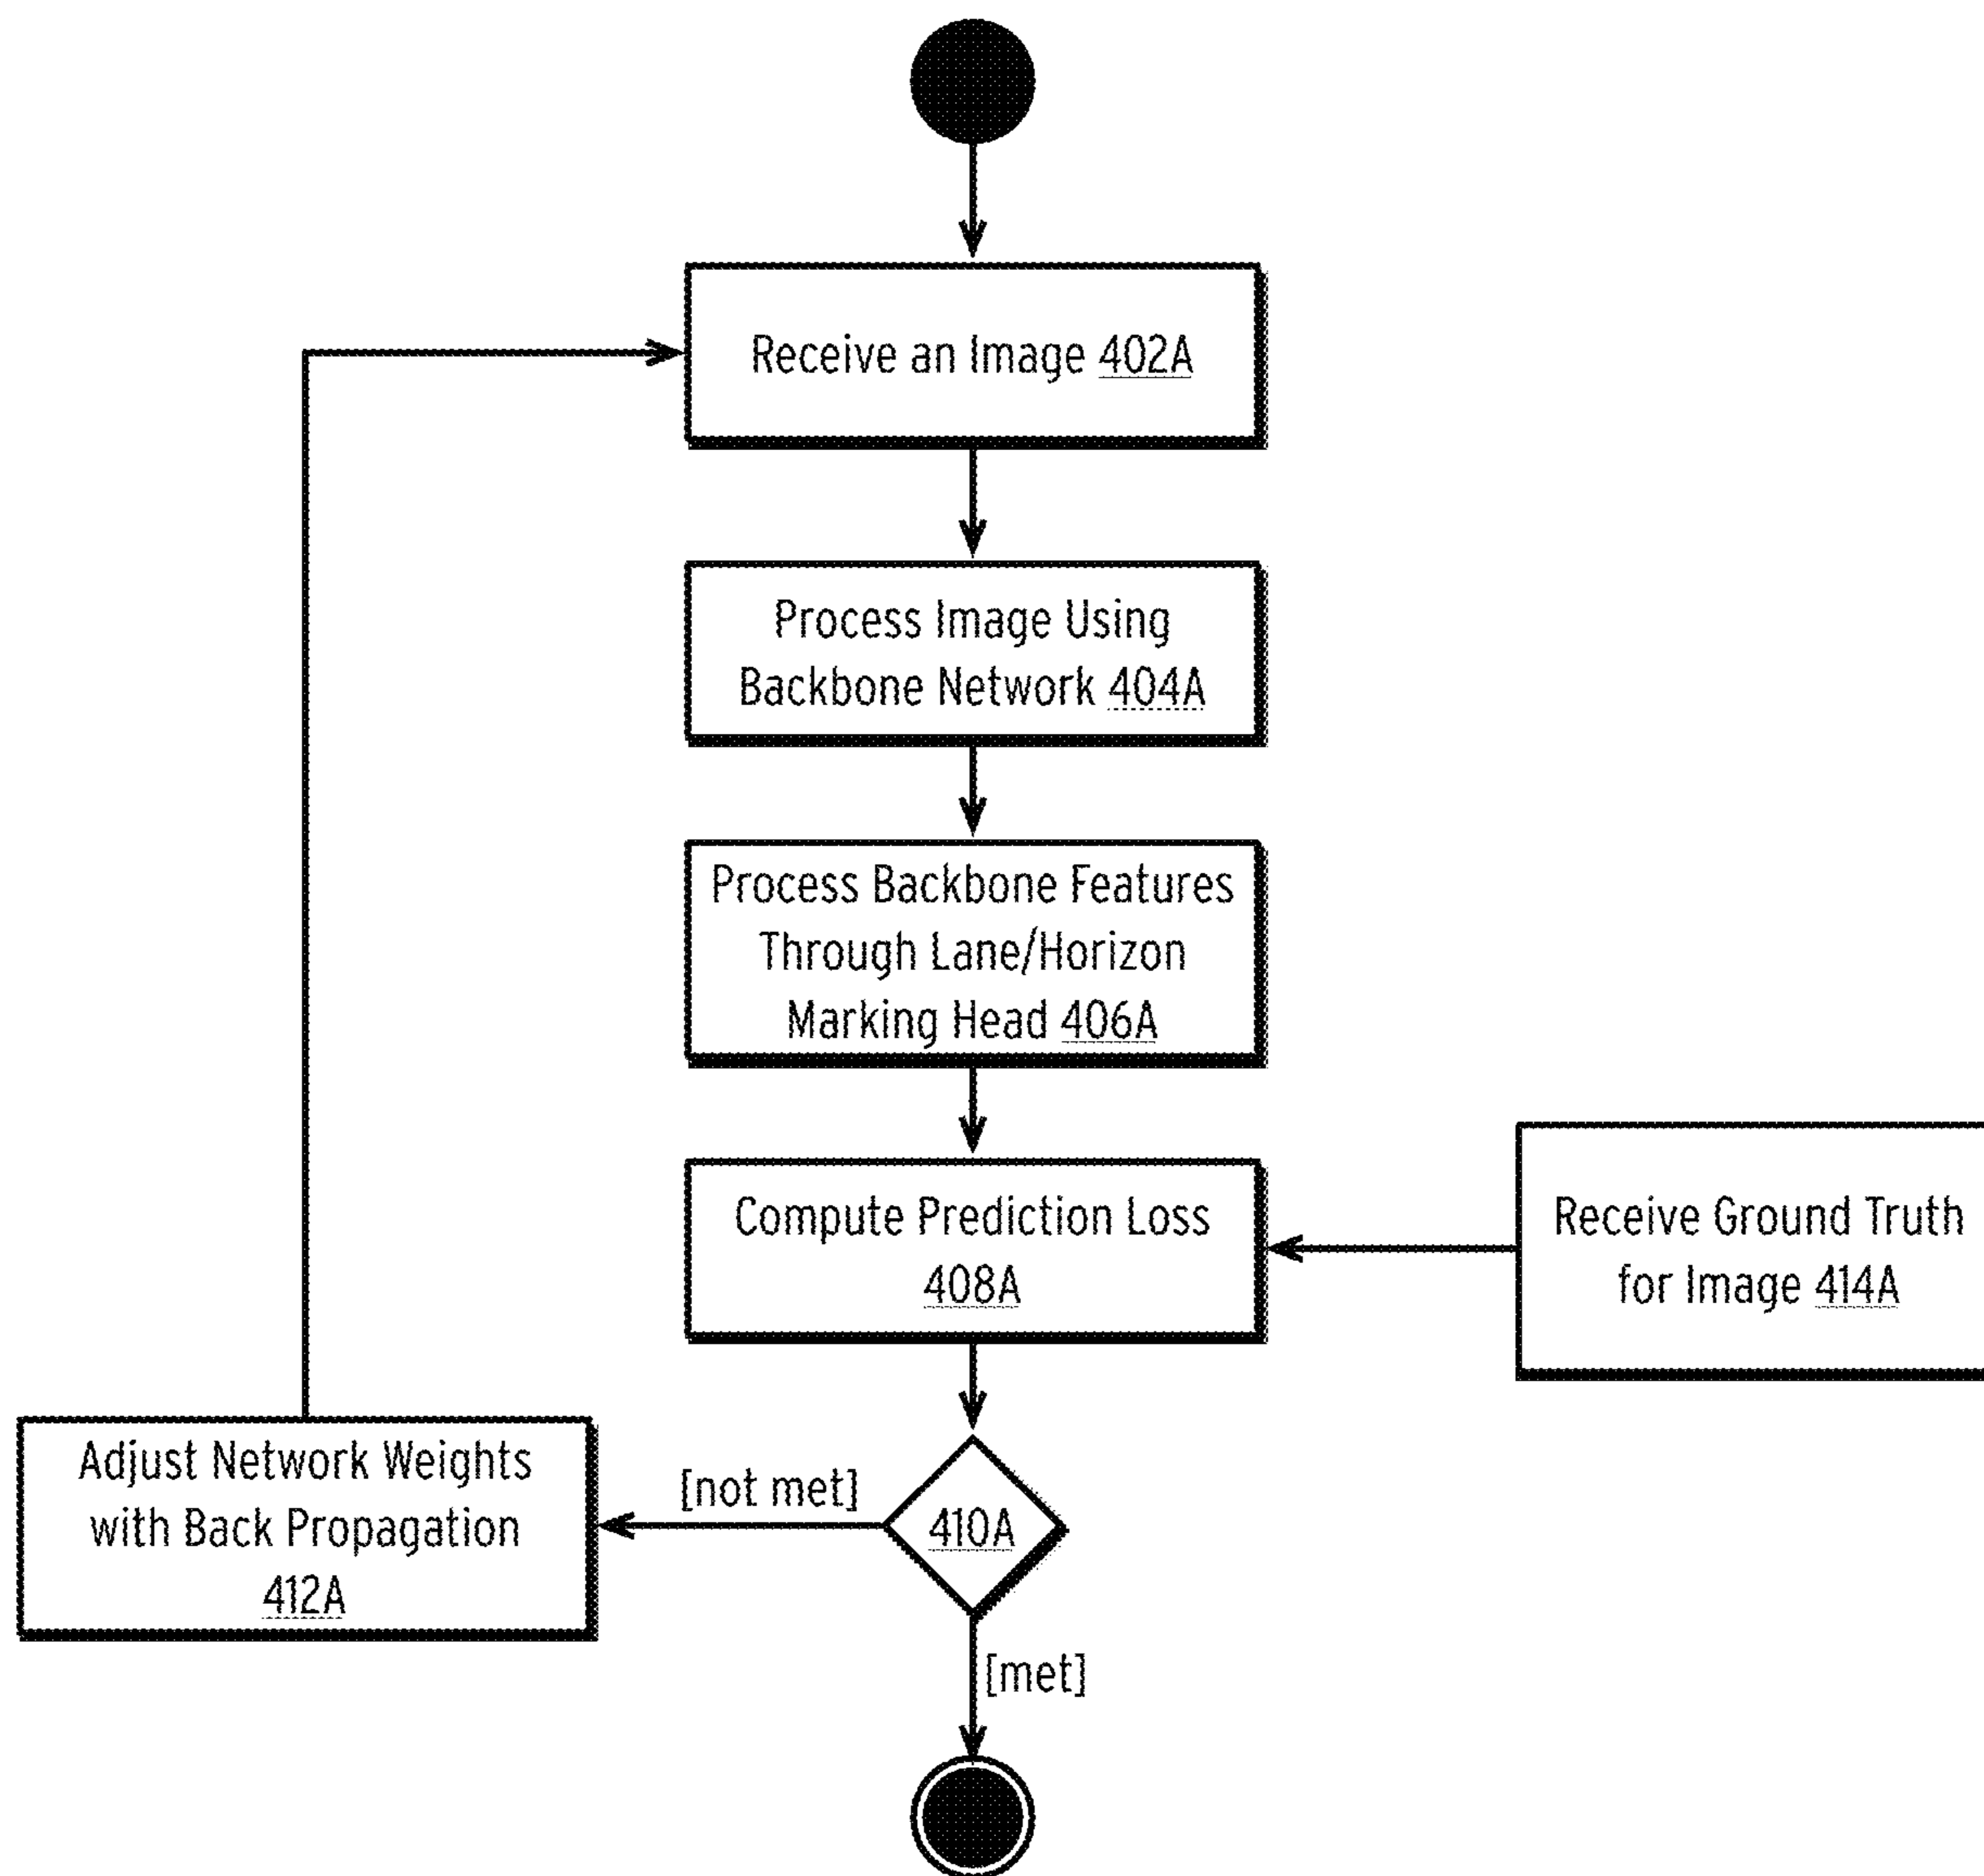 Receive an Image 402A
Process Image Using
Backbone Network 404A
Process Backbone Features
Through Lane/Horizon
Marking Head 406A
Compute Prediction Loss
408A
Receive Ground Truth
for Image 414A
Adjust Network Weights
with Back Propagation
412A
[not met]
410A
[met]